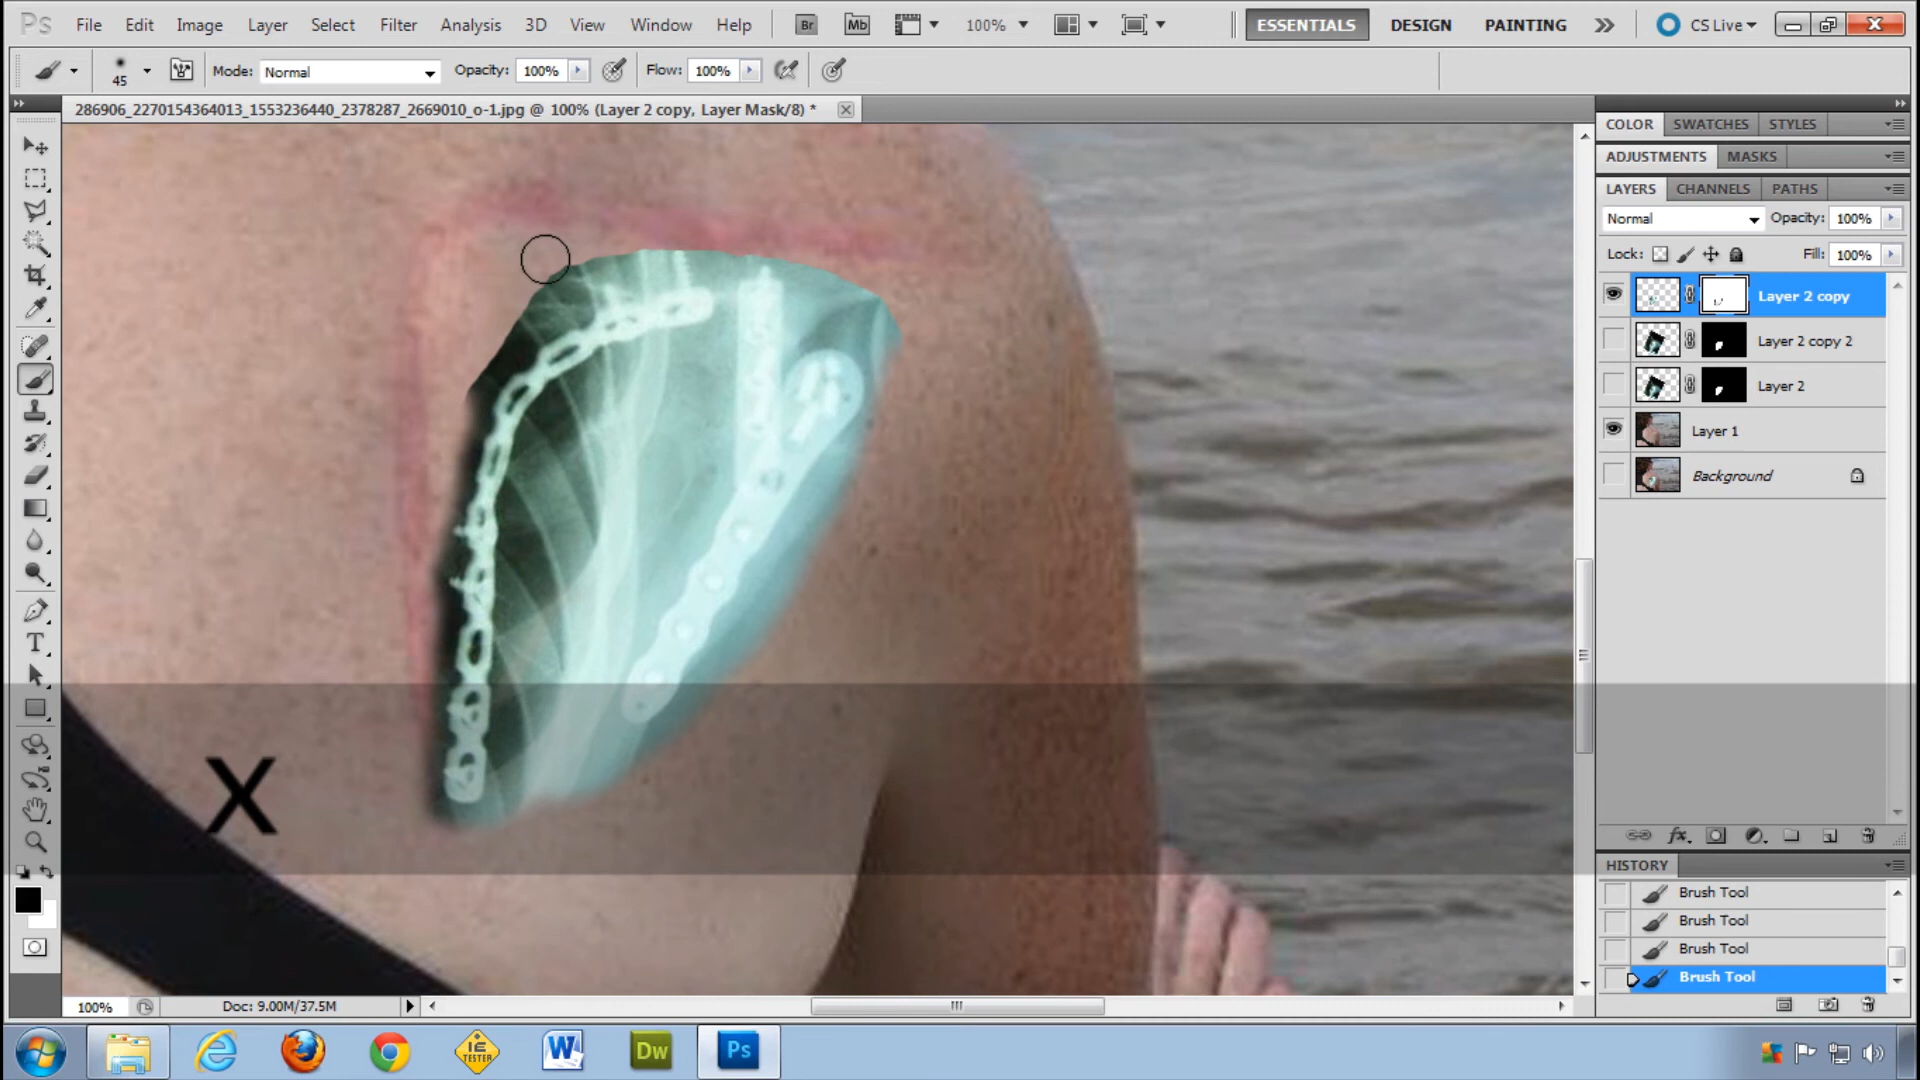 Ps File Edit Image Layer Select Filter Analysis 3D View Window Help Br Mb 100% ESSENTIALS DESIGN PAINTING CS Live
45 Mode: Normal Opacity: 100% Flow: 100%
286906_2270154364013_1553236440_2378287_2669010_o-1.jpg @ 100% (Layer 2 copy, Layer Mask/8) *
COLOR SWATCHES STYLES
ADJUSTMENTS MASKS
LAYERS CHANNELS PATHS
Normal Opacity: 100%
Lock: Fill: 100%
Layer 2 copy
Layer 2 copy 2
Layer 2
Layer 1
Background
T
X
HISTORY
Brush Tool
Brush Tool
Brush Tool
Brush Tool
100% Doc: 9.00M/37.5M
IE TESTER W Dw Ps